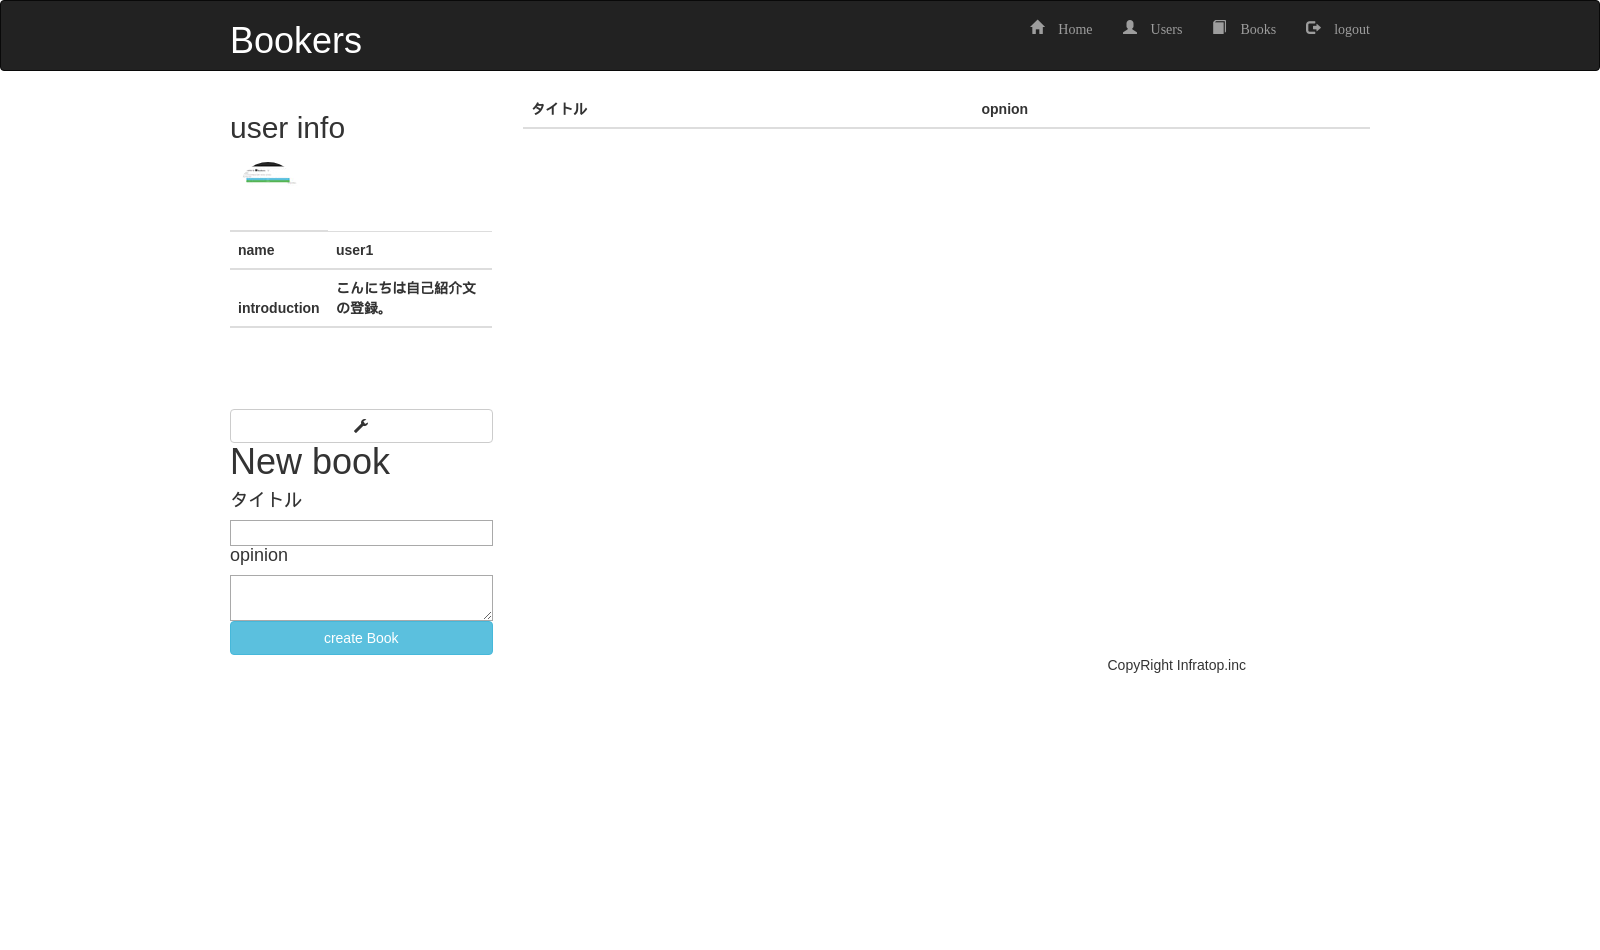 Bookers
Home Users Books logout
user info
name user1
introduction こんにちは自己紹介文
の登録。
New book
タイトル
opinion
create Book
タイトル opnion
CopyRight Infratop.inc